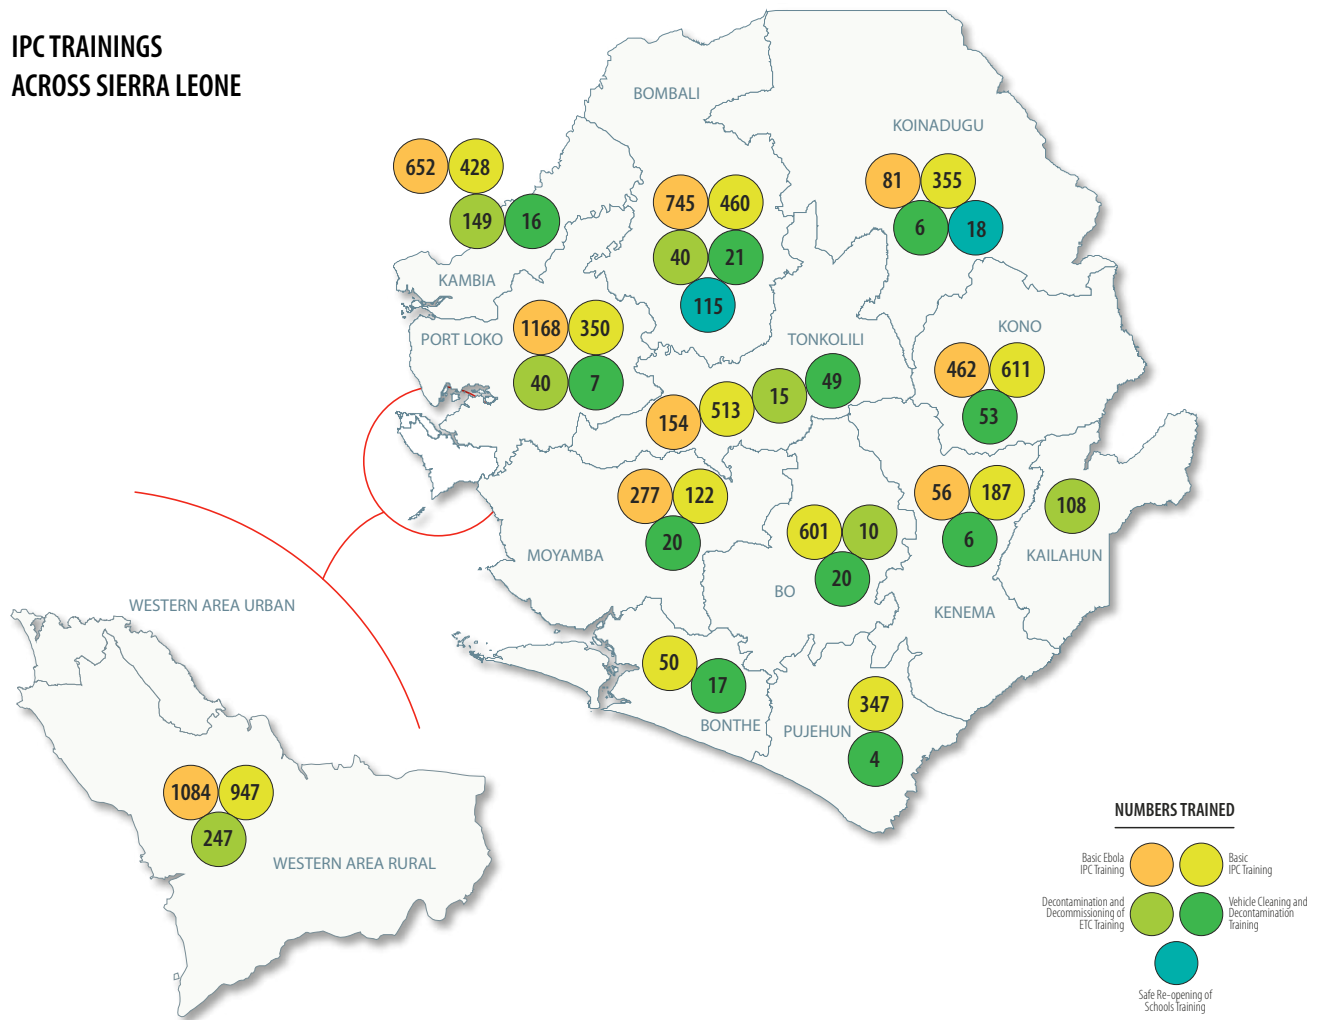 IPC TRAININGS
ACROSS SIERRA LEONE
BOMBALI
KOINADUGU
652 428
149 16
KAMBIA
745 460
40 21
115
81 355
6 18
PORT LOKO
1168 350
40 7
TONKOLILI
154 513 15 49
KONO
462 611
53
MOYAMBA
277 122
20
601 10
20
BO
56 187
6
KENEMA
108
KAILAHUN
50
17
BONTHE
PUJEHUN
347
4
WESTERN AREA URBAN
1084 947
247
WESTERN AREA RURAL
NUMBERS TRAINED
Basic Ebola
IPC Training
Basic
IPC Training
Decontamination and
Decommissioning of
ETC Training
Vehicle Cleaning and
Decontamination
Training
Safe Re-opening of
Schools Training